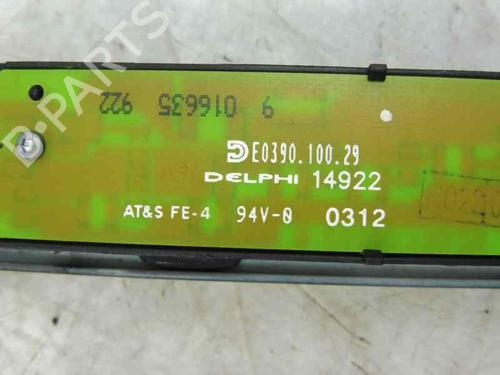 9 016635 922
E0390.100.29
DELPHI 14922
AT&S FE-4 94V-0 0312
B-PARTS